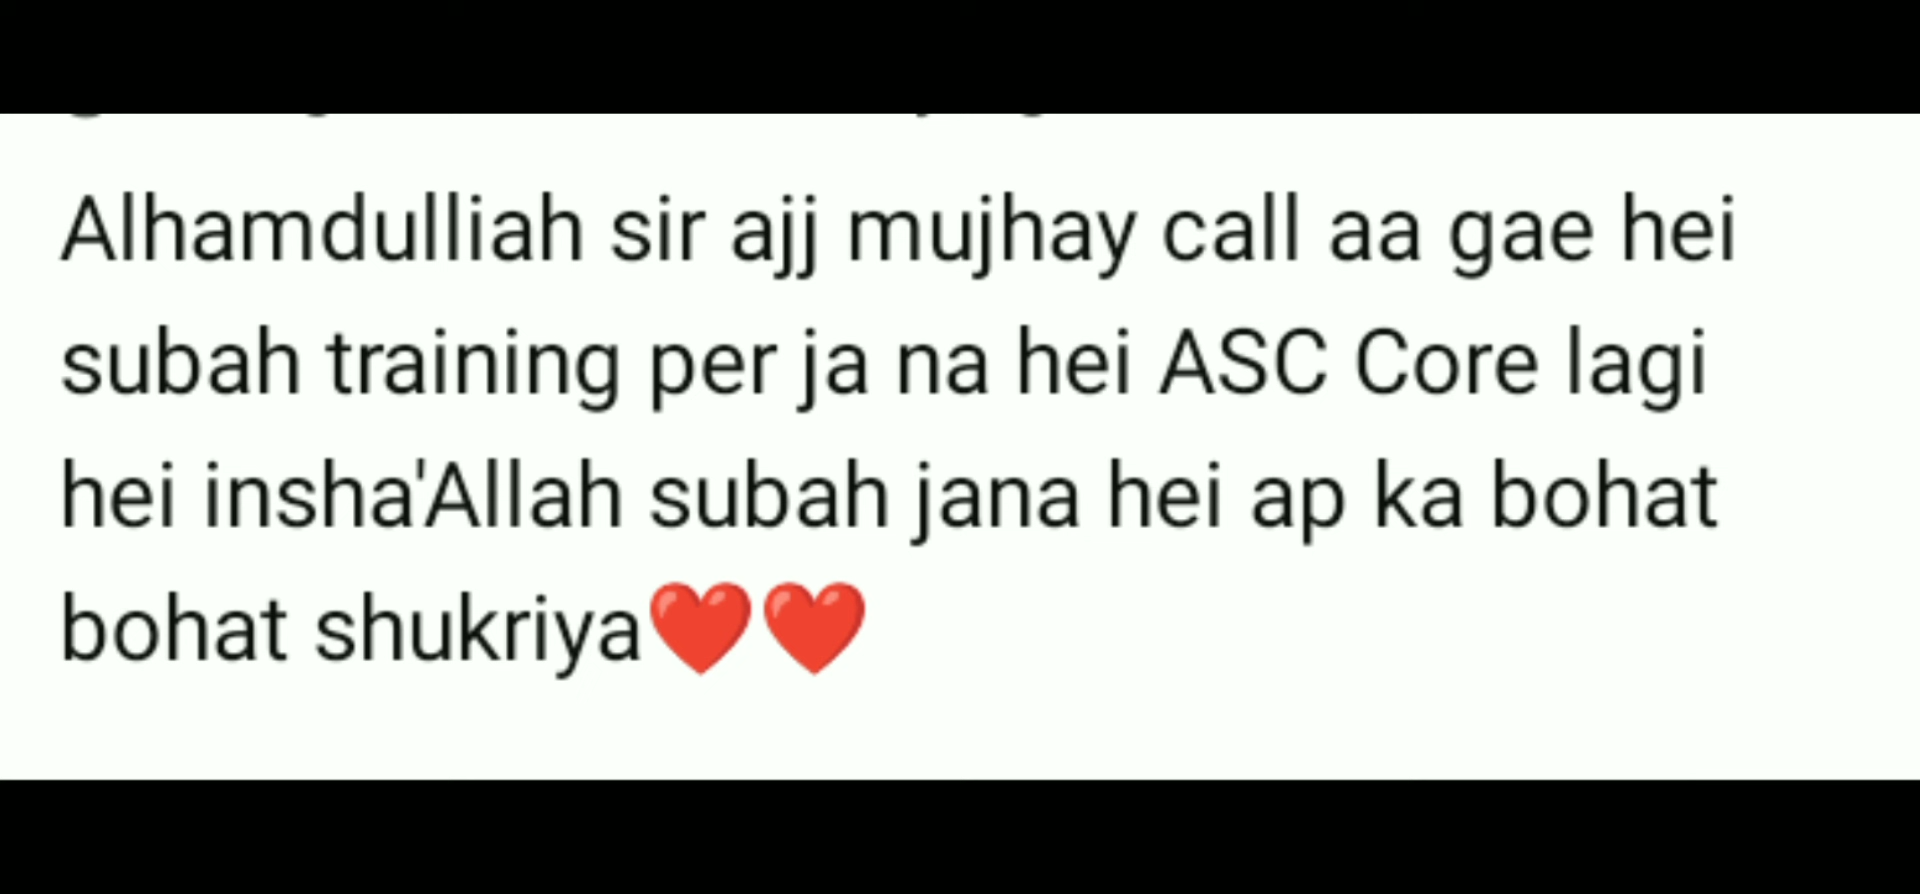 Alhamdulliah sir ajj mujhay call aa gae hei
subah training per ja na hei ASC Core lagi
hei insha'Allah subah jana hei ap ka bohat
bohat shukriya❤️❤️